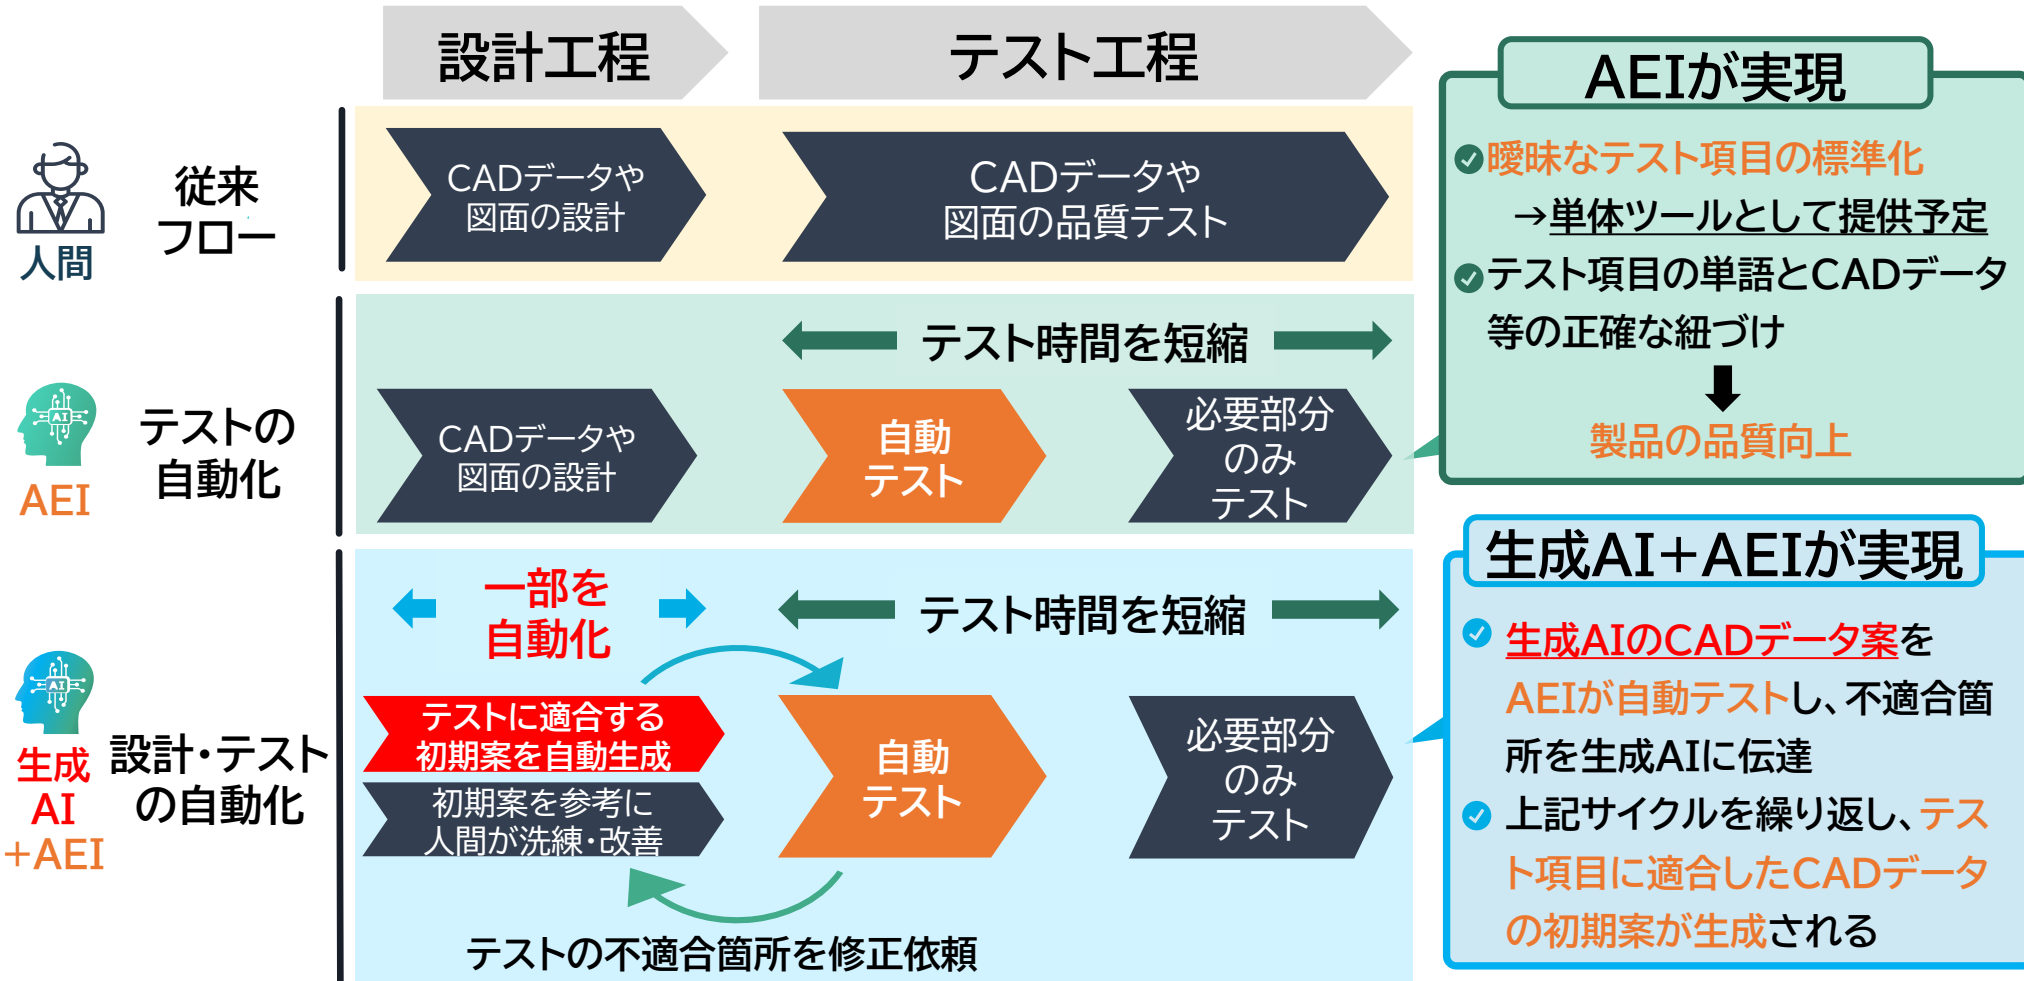 設計工程
テスト工程
人間
従来
フロー
CADデータや
図面の設計
CADデータや
図面の品質テスト
AEI
テストの
自動化
テスト時間を短縮
CADデータや
図面の設計
自動
テスト
必要部分
のみ
テスト
生成
AI
+AEI
設計・テスト
の自動化
一部を
自動化
テスト時間を短縮
テストに適合する
初期案を自動生成
初期案を参考に
人間が洗練・改善
自動
テスト
必要部分
のみ
テスト
テストの不適合箇所を修正依頼
AEIが実現
曖昧なテスト項目の標準化
→単体ツールとして提供予定
テスト項目の単語とCADデータ
等の正確な紐づけ
製品の品質向上
生成AI+AEIが実現
生成AIのCADデータ案を
AEIが自動テストし、不適合箇
所を生成AIに伝達
上記サイクルを繰り返し、テス
ト項目に適合したCADデータ
の初期案が生成される
AI
AI